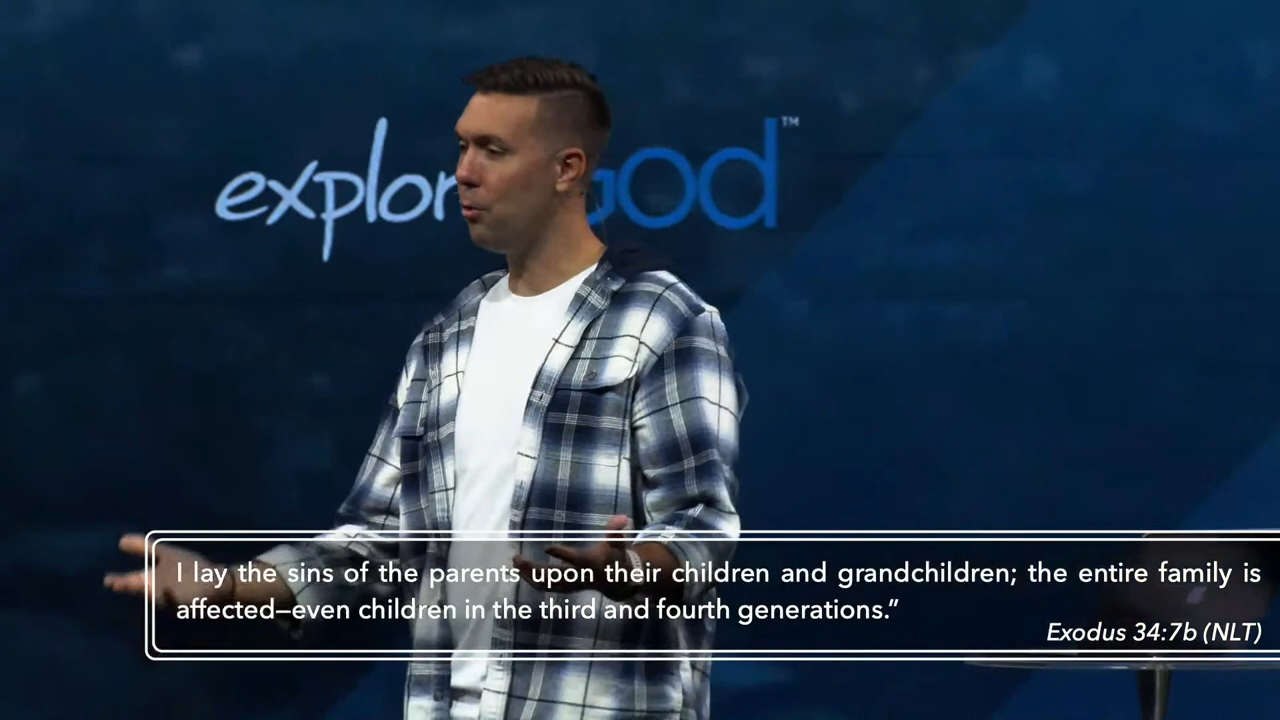 explor God™
I lay the sins of the parents upon their children and grandchildren; the entire family is
affected—even children in the third and fourth generations.”
Exodus 34:7b (NLT)